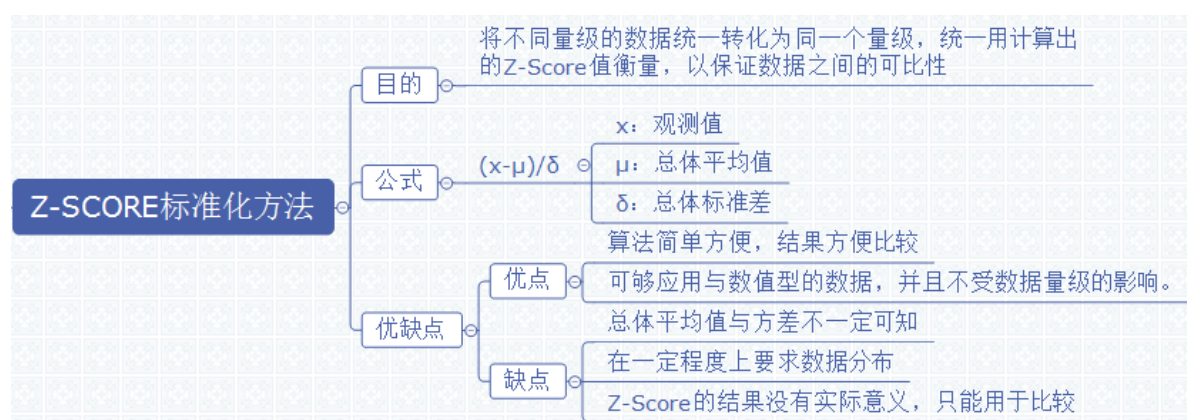 将不同量级的数据统一转化为同一个量级，统一用计算出
的Z-Score值衡量，以保证数据之间的可比性
目的
x：观测值
公式
(x-μ)/δ
μ：总体平均值
δ：总体标准差
Z-SCORE标准化方法
算法简单方便，结果方便比较
优点
可够应用与数值型的数据，并且不受数据量级的影响。
优缺点
总体平均值与方差不一定可知
缺点
在一定程度上要求数据分布
Z-Score的结果没有实际意义，只能用于比较